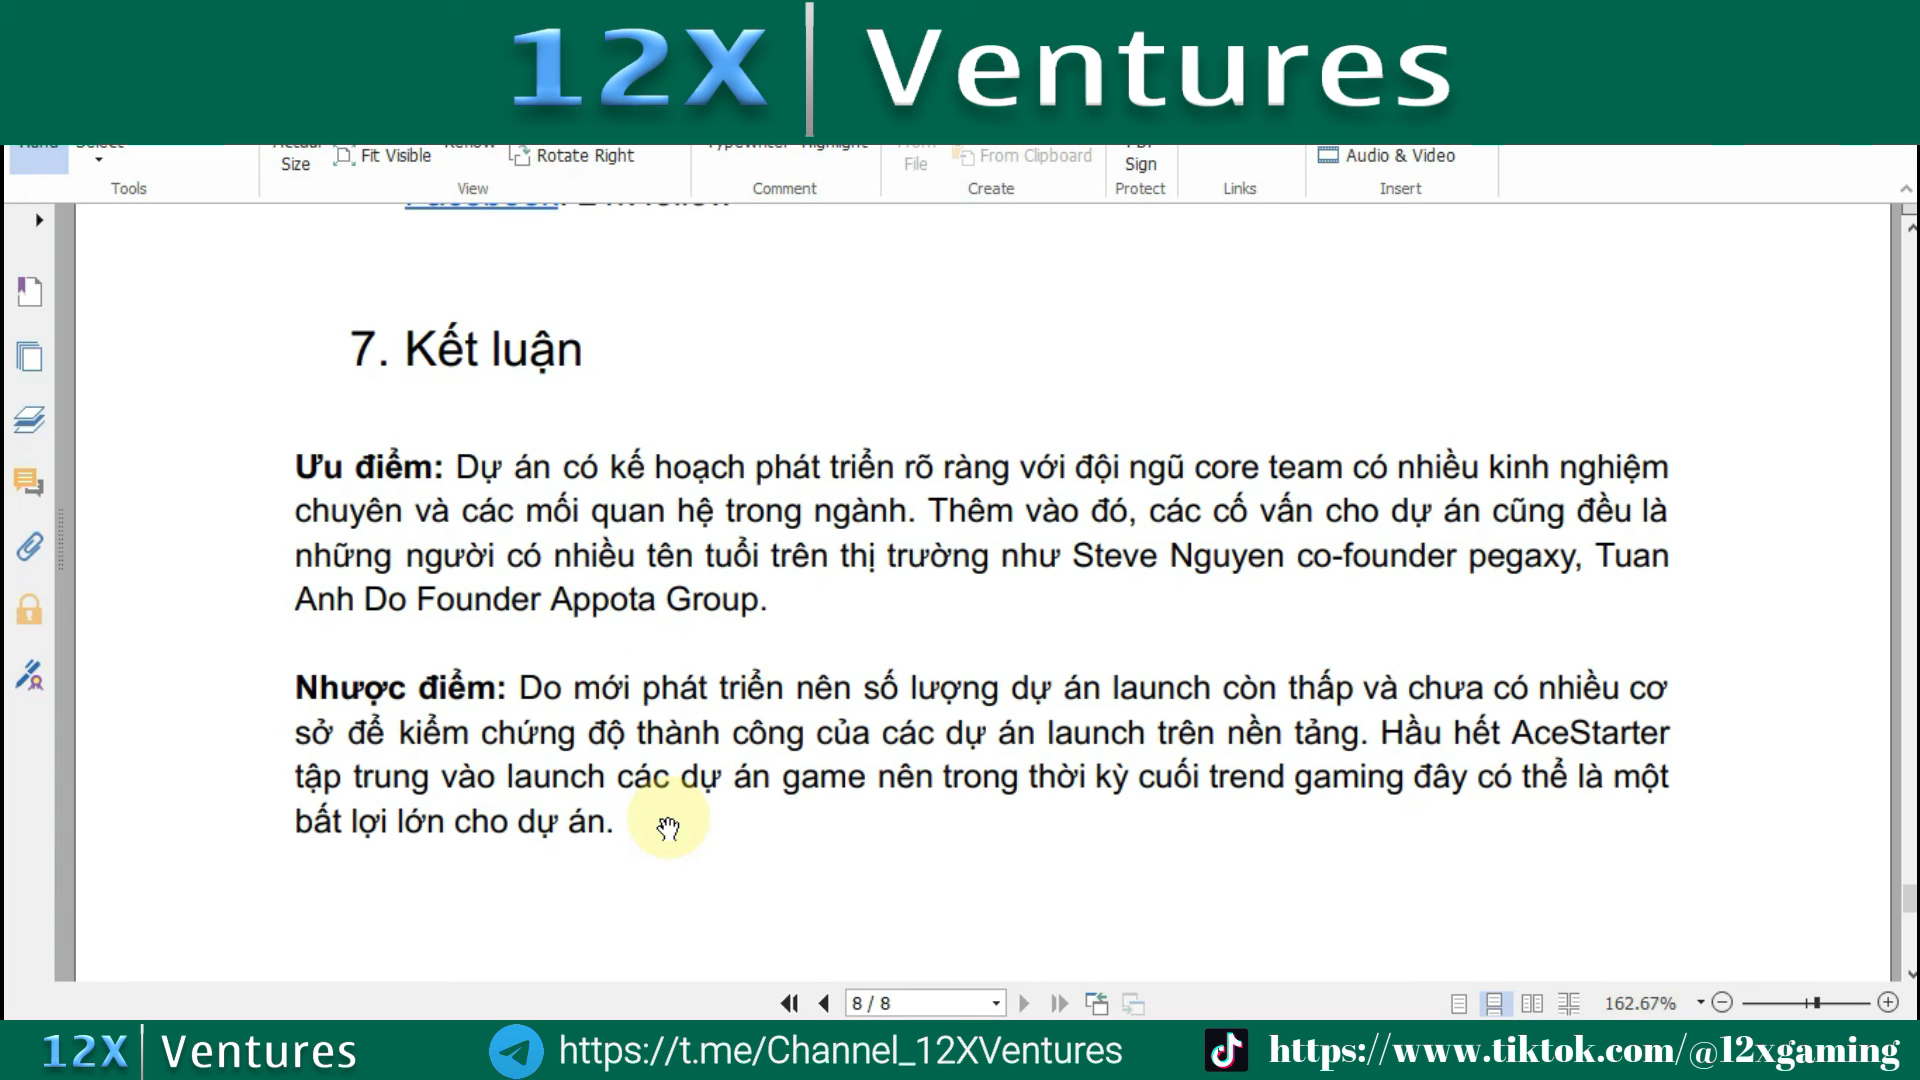 12X | Ventures
Size
Fit Visible
Rotate Right
File
From Clipboard
Sign
Audio & Video
Tools
View
Comment
Create
Protect
Links
Insert
7. Kết luận
Ưu điểm: Dự án có kế hoạch phát triển rõ ràng với đội ngũ core team có nhiều kinh nghiệm
chuyên và các mối quan hệ trong ngành. Thêm vào đó, các cố vấn cho dự án cũng đều là
những người có nhiều tên tuổi trên thị trường như Steve Nguyen co-founder pegaxy, Tuan
Anh Do Founder Appota Group.
Nhược điểm: Do mới phát triển nên số lượng dự án launch còn thấp và chưa có nhiều cơ
sở để kiểm chứng độ thành công của các dự án launch trên nền tảng. Hầu hết AceStarter
tập trung vào launch các dự án game nên trong thời kỳ cuối trend gaming đây có thể là một
bất lợi lớn cho dự án.
8 / 8
162.67%
12X | Ventures
https://t.me/Channel_12XVentures
https://www.tiktok.com/@12xgaming